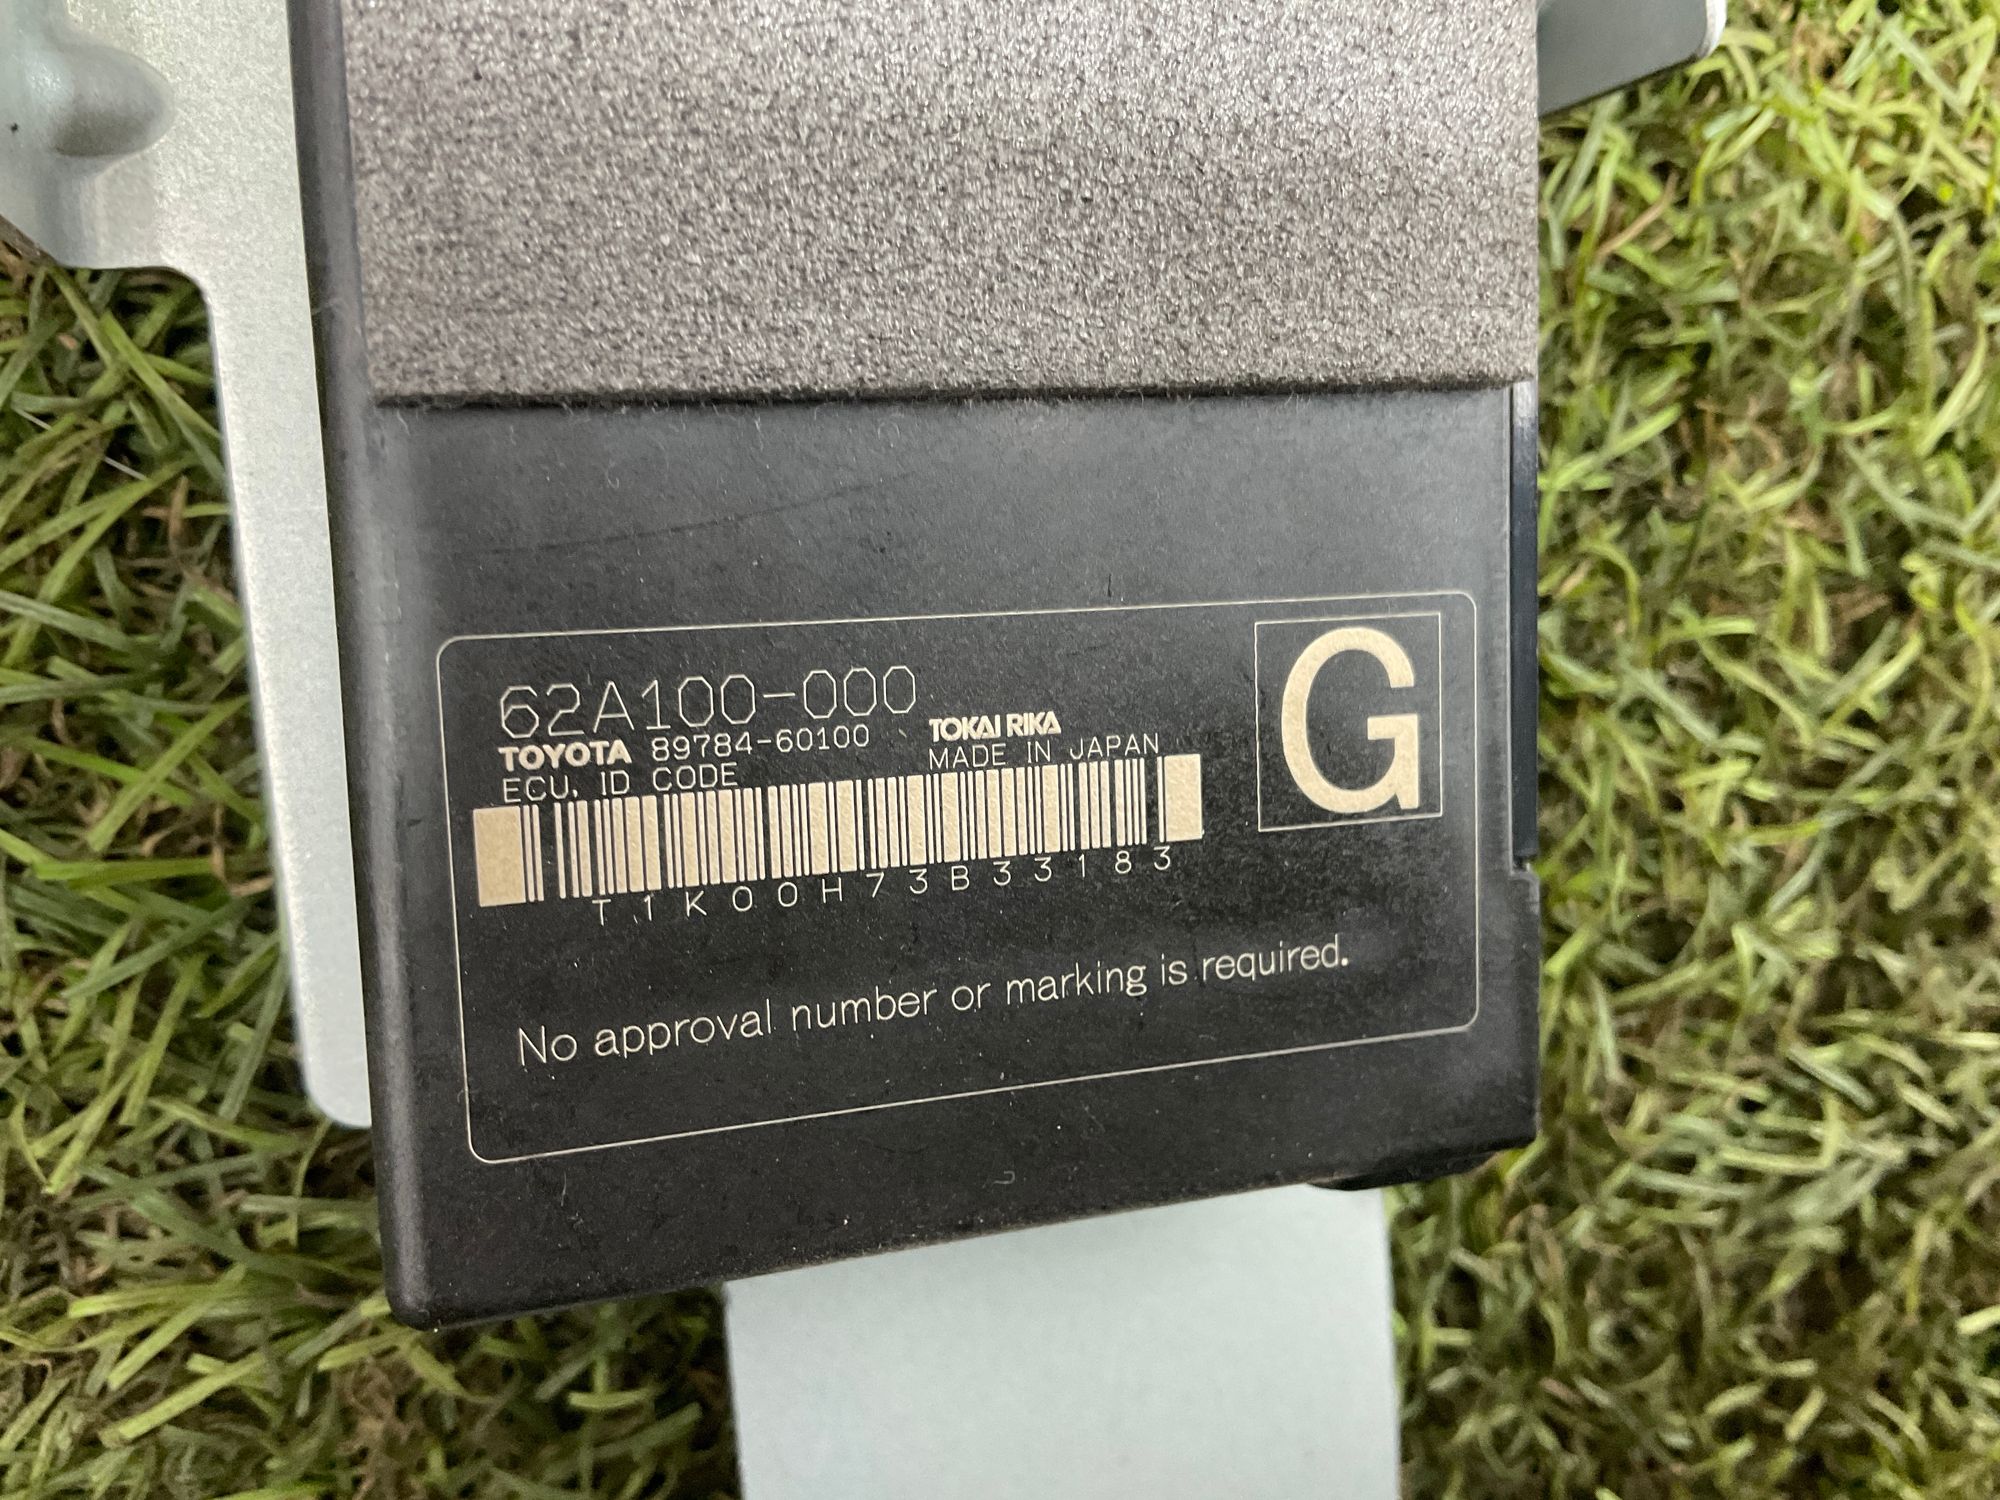 62A100-000
TOYOTA 89784-60100
TOKAI RIKA
MADE IN JAPAN
ECU. ID CODE
T1K00H73B33183
No approval number or marking is required.
G